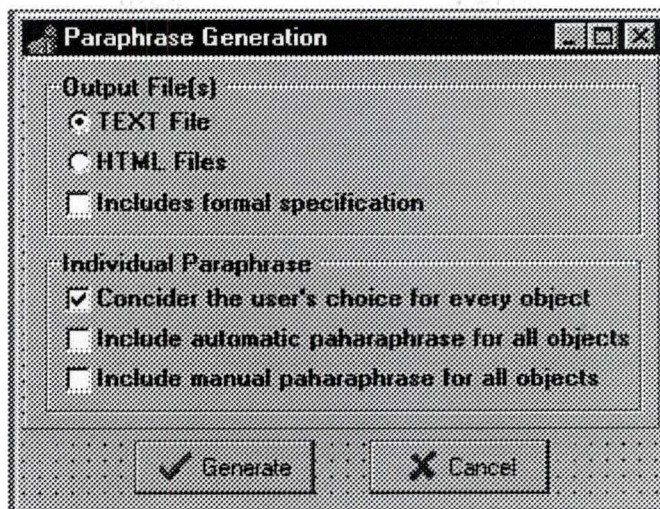 Paraphrase Generation
Output File(s)
TEXT File
HTML Files
Includes formal specification
Individual Paraphrase
Concider the user's choice for every object
Include automatic paharaphrase for all objects
Include manual paharaphrase for all objects
Generate
Cancel